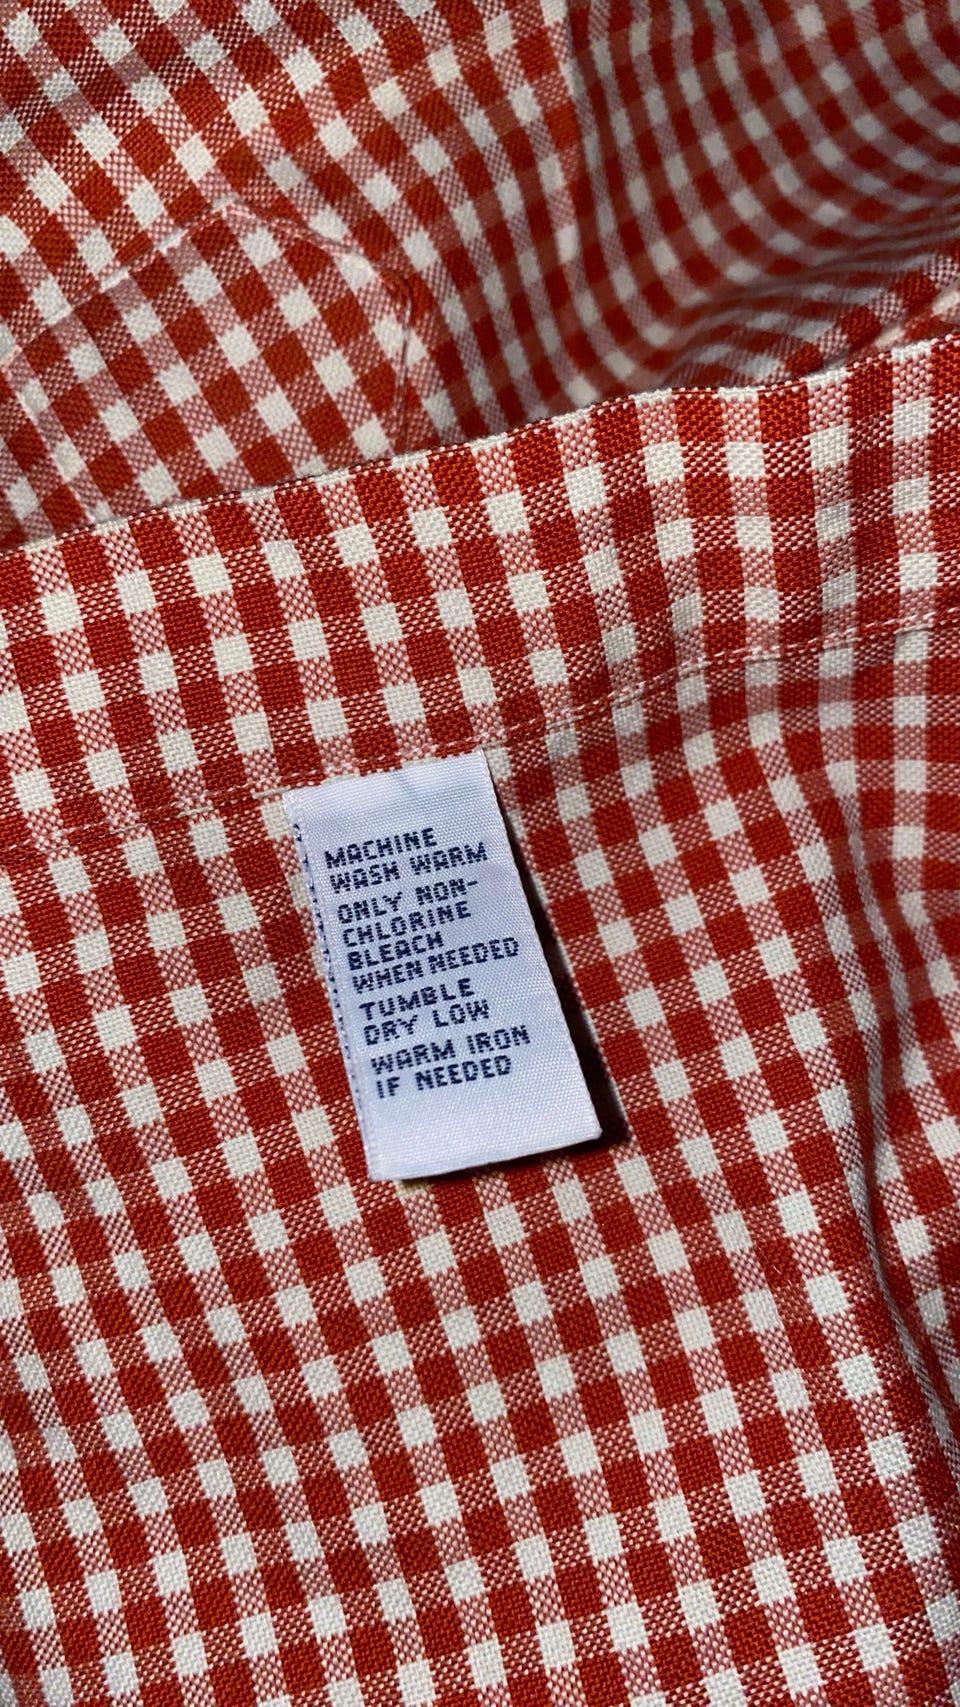 MACHINE
WASH WARM
ONLY NON-
CHLORINE
BLEACH
WHEN NEEDED
TUMBLE
DRY LOW
WARM IRON
IF NEEDED